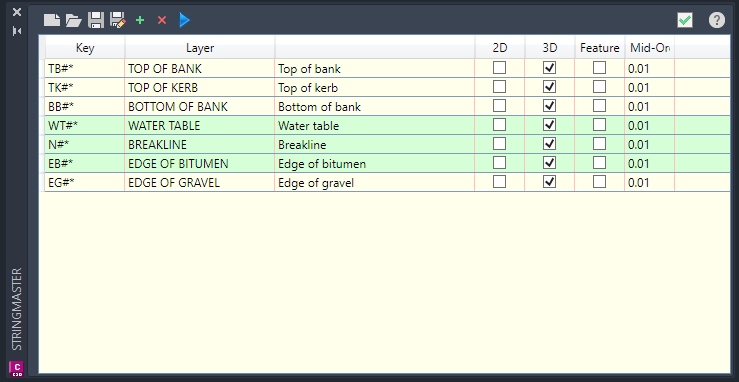 Key Layer 2D 3D Feature Mid-Ord
TB#* TOP OF BANK Top of bank 0.01
TK#* TOP OF KERB Top of kerb 0.01
BB#* BOTTOM OF BANK Bottom of bank 0.01
WT#* WATER TABLE Water table 0.01
N#* BREAKLINE Breakline 0.01
EB#* EDGE OF BITUMEN Edge of bitumen 0.01
EG#* EDGE OF GRAVEL Edge of gravel 0.01
STRINGMASTER
C
C3D